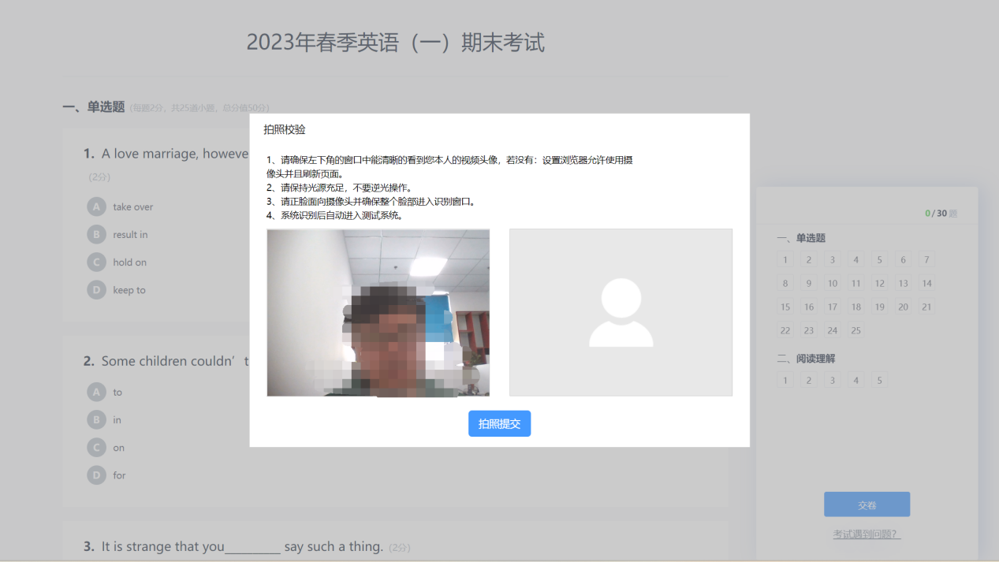 2023年春季英语（一）期末考试
一、单选题 (每题2分，共25道小题，总分值50分)
1. A love marriage, howeve
(2分)
A take over
B result in
C hold on
D keep to
2. Some children couldn’t
A to
B in
C on
D for
3. It is strange that you_________ say such a thing. (2分)
拍照校验
1、请确保左下角的窗口中能清晰的看到您本人的视频头像，若没有：设置浏览器允许使用摄
像头并且刷新页面。
2、请保持光源充足，不要逆光操作。
3、请正脸面向摄像头并确保整个脸部进入识别窗口。
4、系统识别后自动进入测试系统。
拍照提交
0/30 题
一、单选题
1 2 3 4 5 6 7
8 9 10 11 12 13 14
15 16 17 18 19 20 21
22 23 24 25
二、阅读理解
1 2 3 4 5
交卷
考试遇到问题？